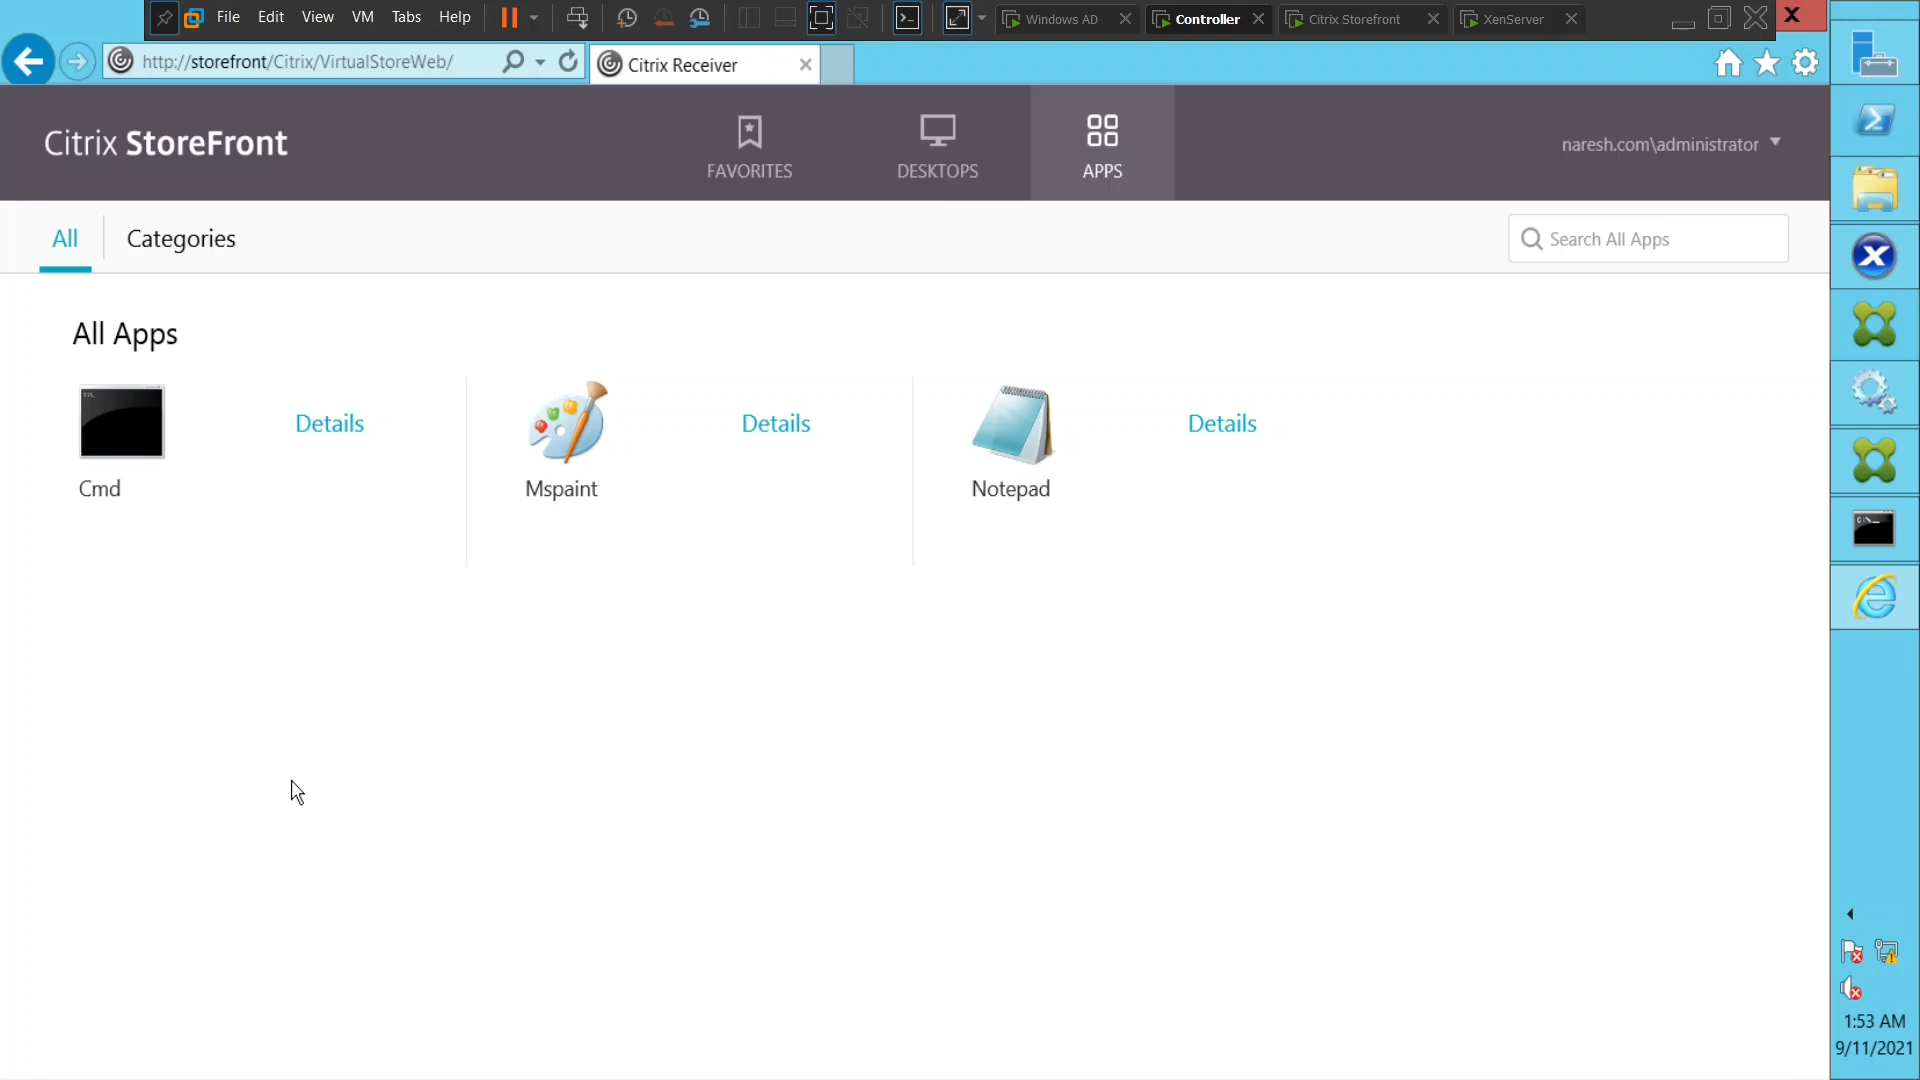 File Edit View VM Tabs Help
Windows AD
Controller
Citrix Storefront
XenServer
http://storefront/Citrix/VirtualStoreWeb/
Citrix Receiver
Citrix StoreFront
FAVORITES
DESKTOPS
APPS
naresh.com\administrator
All
Categories
Search All Apps
All Apps
Details
Details
Details
Cmd
Mspaint
Notepad
1:53 AM
9/11/2021